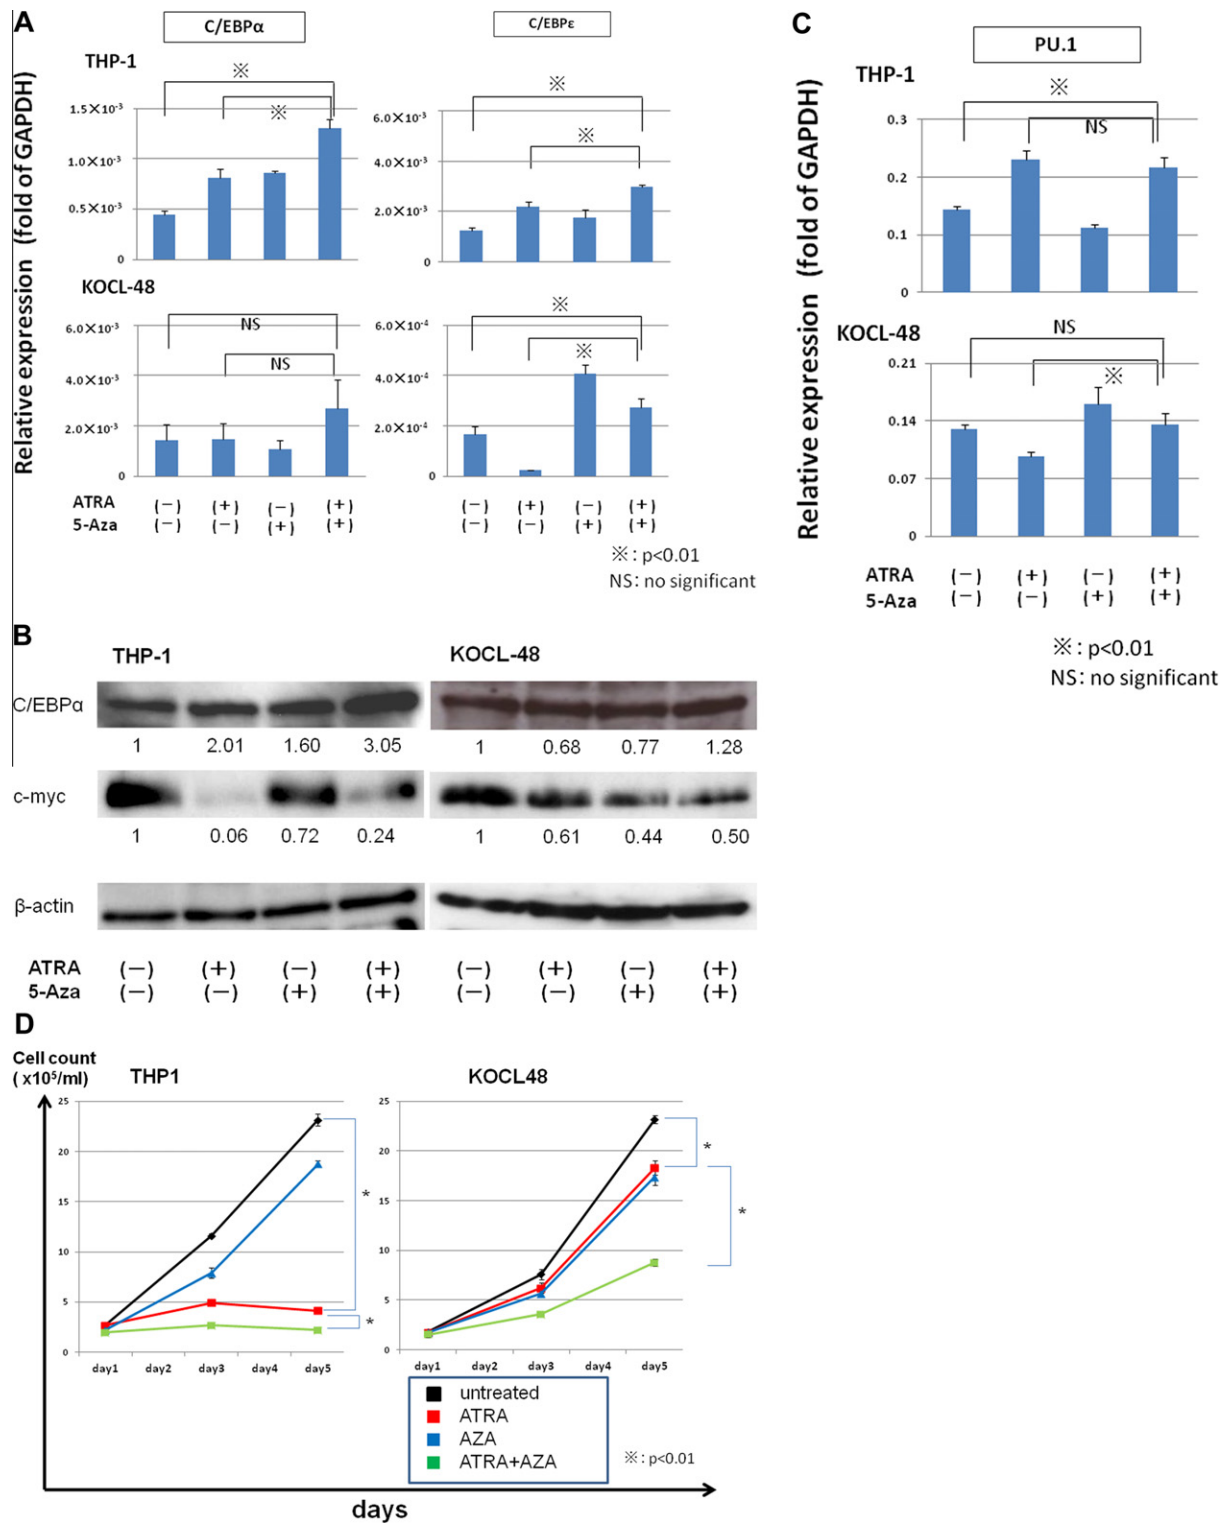 A
C/EBPα
C/EBPε
THP-1
Relative expression (fold of GAPDH)
1.5×10⁻³
1.0×10⁻³
0.5×10⁻³
0
※
※
6.0×10⁻³
4.0×10⁻³
2.0×10⁻³
0
※
※
KOCL-48
6.0×10⁻³
4.0×10⁻³
2.0×10⁻³
0
NS
NS
6.0×10⁻⁴
4.0×10⁻⁴
2.0×10⁻⁴
0
※
※
ATRA (−) (+) (−) (+) (−) (+) (−) (+)
5-Aza (−) (−) (+) (+) (−) (−) (+) (+)
※: p<0.01
NS: no significant
C
PU.1
THP-1
Relative expression (fold of GAPDH)
0.3
0.2
0.1
0
※
NS
KOCL-48
0.21
0.14
0.07
0
NS
※
ATRA (−) (+) (−) (+)
5-Aza (−) (−) (+) (+)
※: p<0.01
NS: no significant
B
THP-1 KOCL-48
C/EBPα
1 2.01 1.60 3.05 1 0.68 0.77 1.28
c-myc
1 0.06 0.72 0.24 1 0.61 0.44 0.50
β-actin
ATRA (−) (+) (−) (+) (−) (+) (−) (+)
5-Aza (−) (−) (+) (+) (−) (−) (+) (+)
D
Cell count
( x10⁵/ml)
THP1
25
20
15
10
5
0
*
*
day1 day2 day3 day4 day5
KOCL48
25
20
15
10
5
0
*
*
day1 day2 day3 day4 day5
untreated
ATRA
AZA
ATRA+AZA
※: p<0.01
days